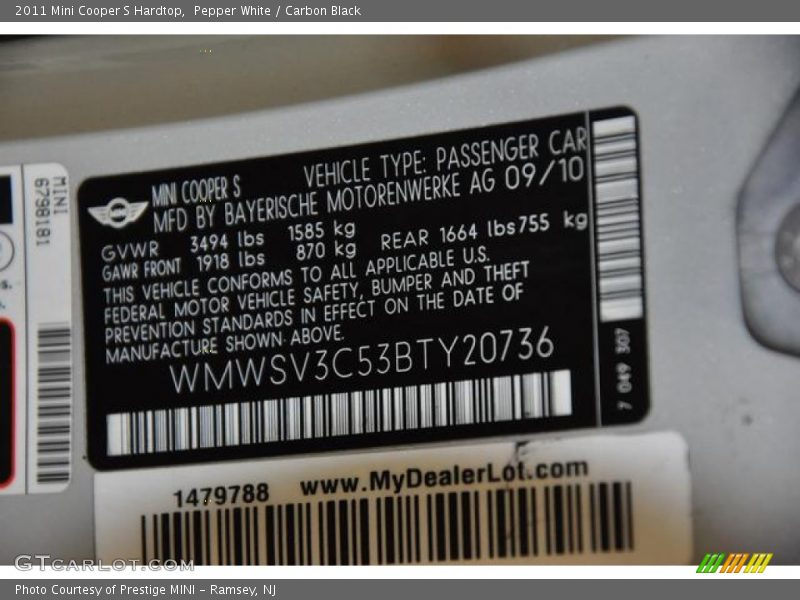 2011 Mini Cooper S Hardtop,  Pepper White / Carbon Black
MINI
6798181
MINI COOPER S
VEHICLE TYPE: PASSENGER CAR
MFD BY BAYERISCHE MOTORENWERKE AG 09/10
GVWR 3494 lbs 1585 kg
GAWR FRONT 1918 lbs 870 kg REAR 1664 lbs 755 kg
THIS VEHICLE CONFORMS TO ALL APPLICABLE U.S.
FEDERAL MOTOR VEHICLE SAFETY, BUMPER AND THEFT
PREVENTION STANDARDS IN EFFECT ON THE DATE OF
MANUFACTURE SHOWN ABOVE.
WMWSV3C53BTY20736
7 049 307
1479788 www.MyDealerLot.com
GTCARLOT.COM
Photo Courtesy of Prestige MINI - Ramsey, NJ